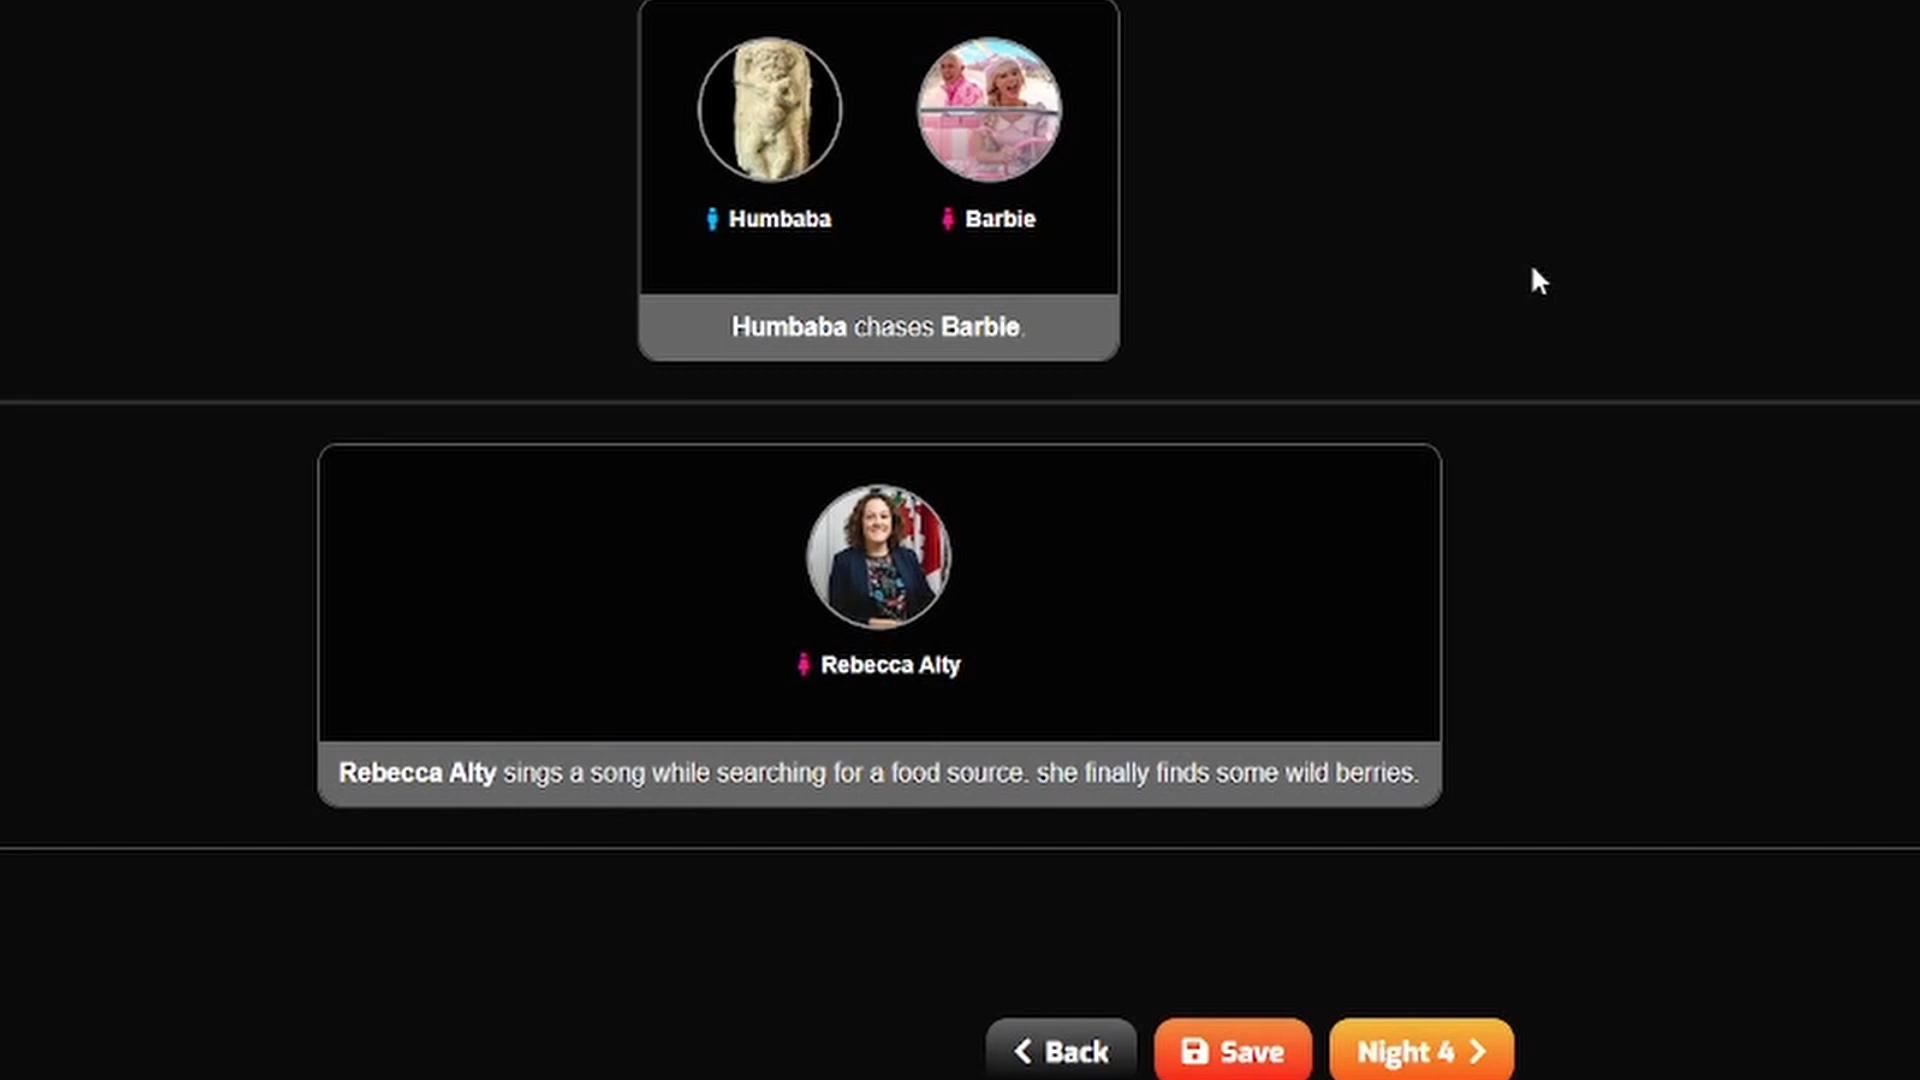 Humbaba
Barbie
Humbaba chases Barbie.
Rebecca Alty
Rebecca Alty sings a song while searching for a food source. she finally finds some wild berries.
Back
Save
Night 4